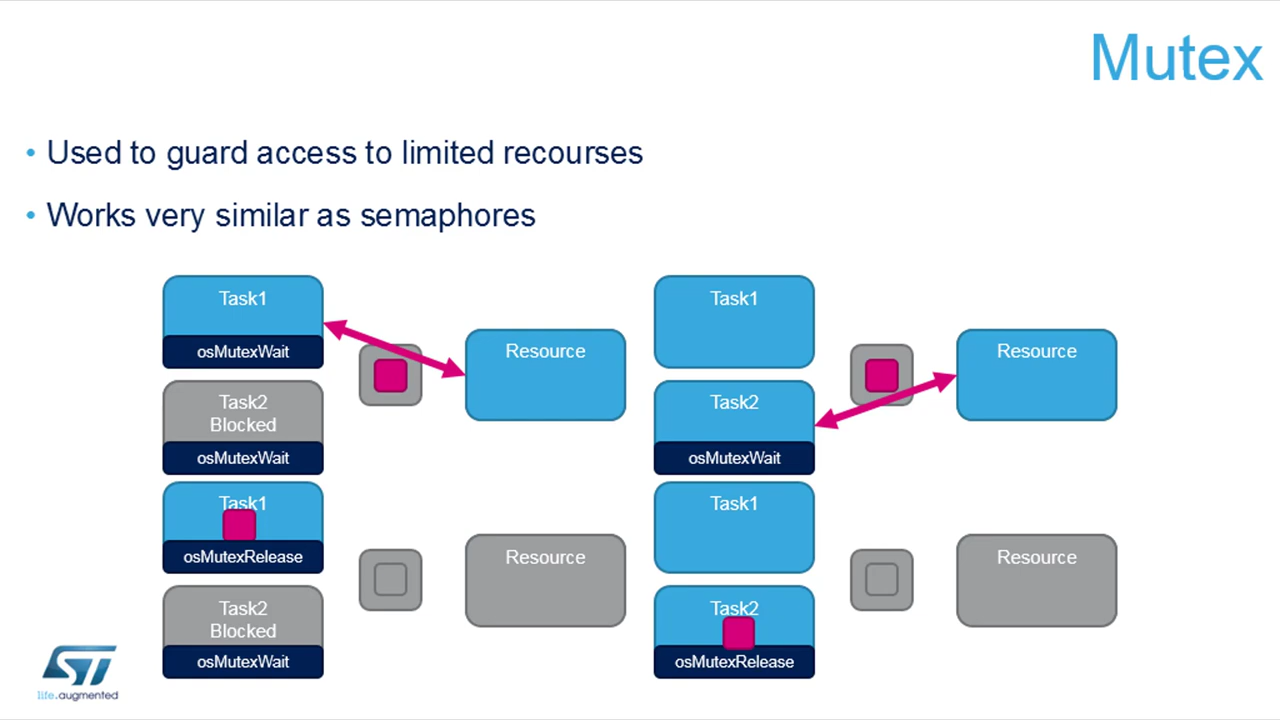 Mutex
• Used to guard access to limited recourses
• Works very similar as semaphores
Task1
osMutexWait
Resource
Task2
Blocked
osMutexWait
Task1
Resource
Task2
osMutexWait
Task1
osMutexRelease
Resource
Task2
Blocked
osMutexWait
Task1
Resource
Task2
osMutexRelease
ST
life.augmented